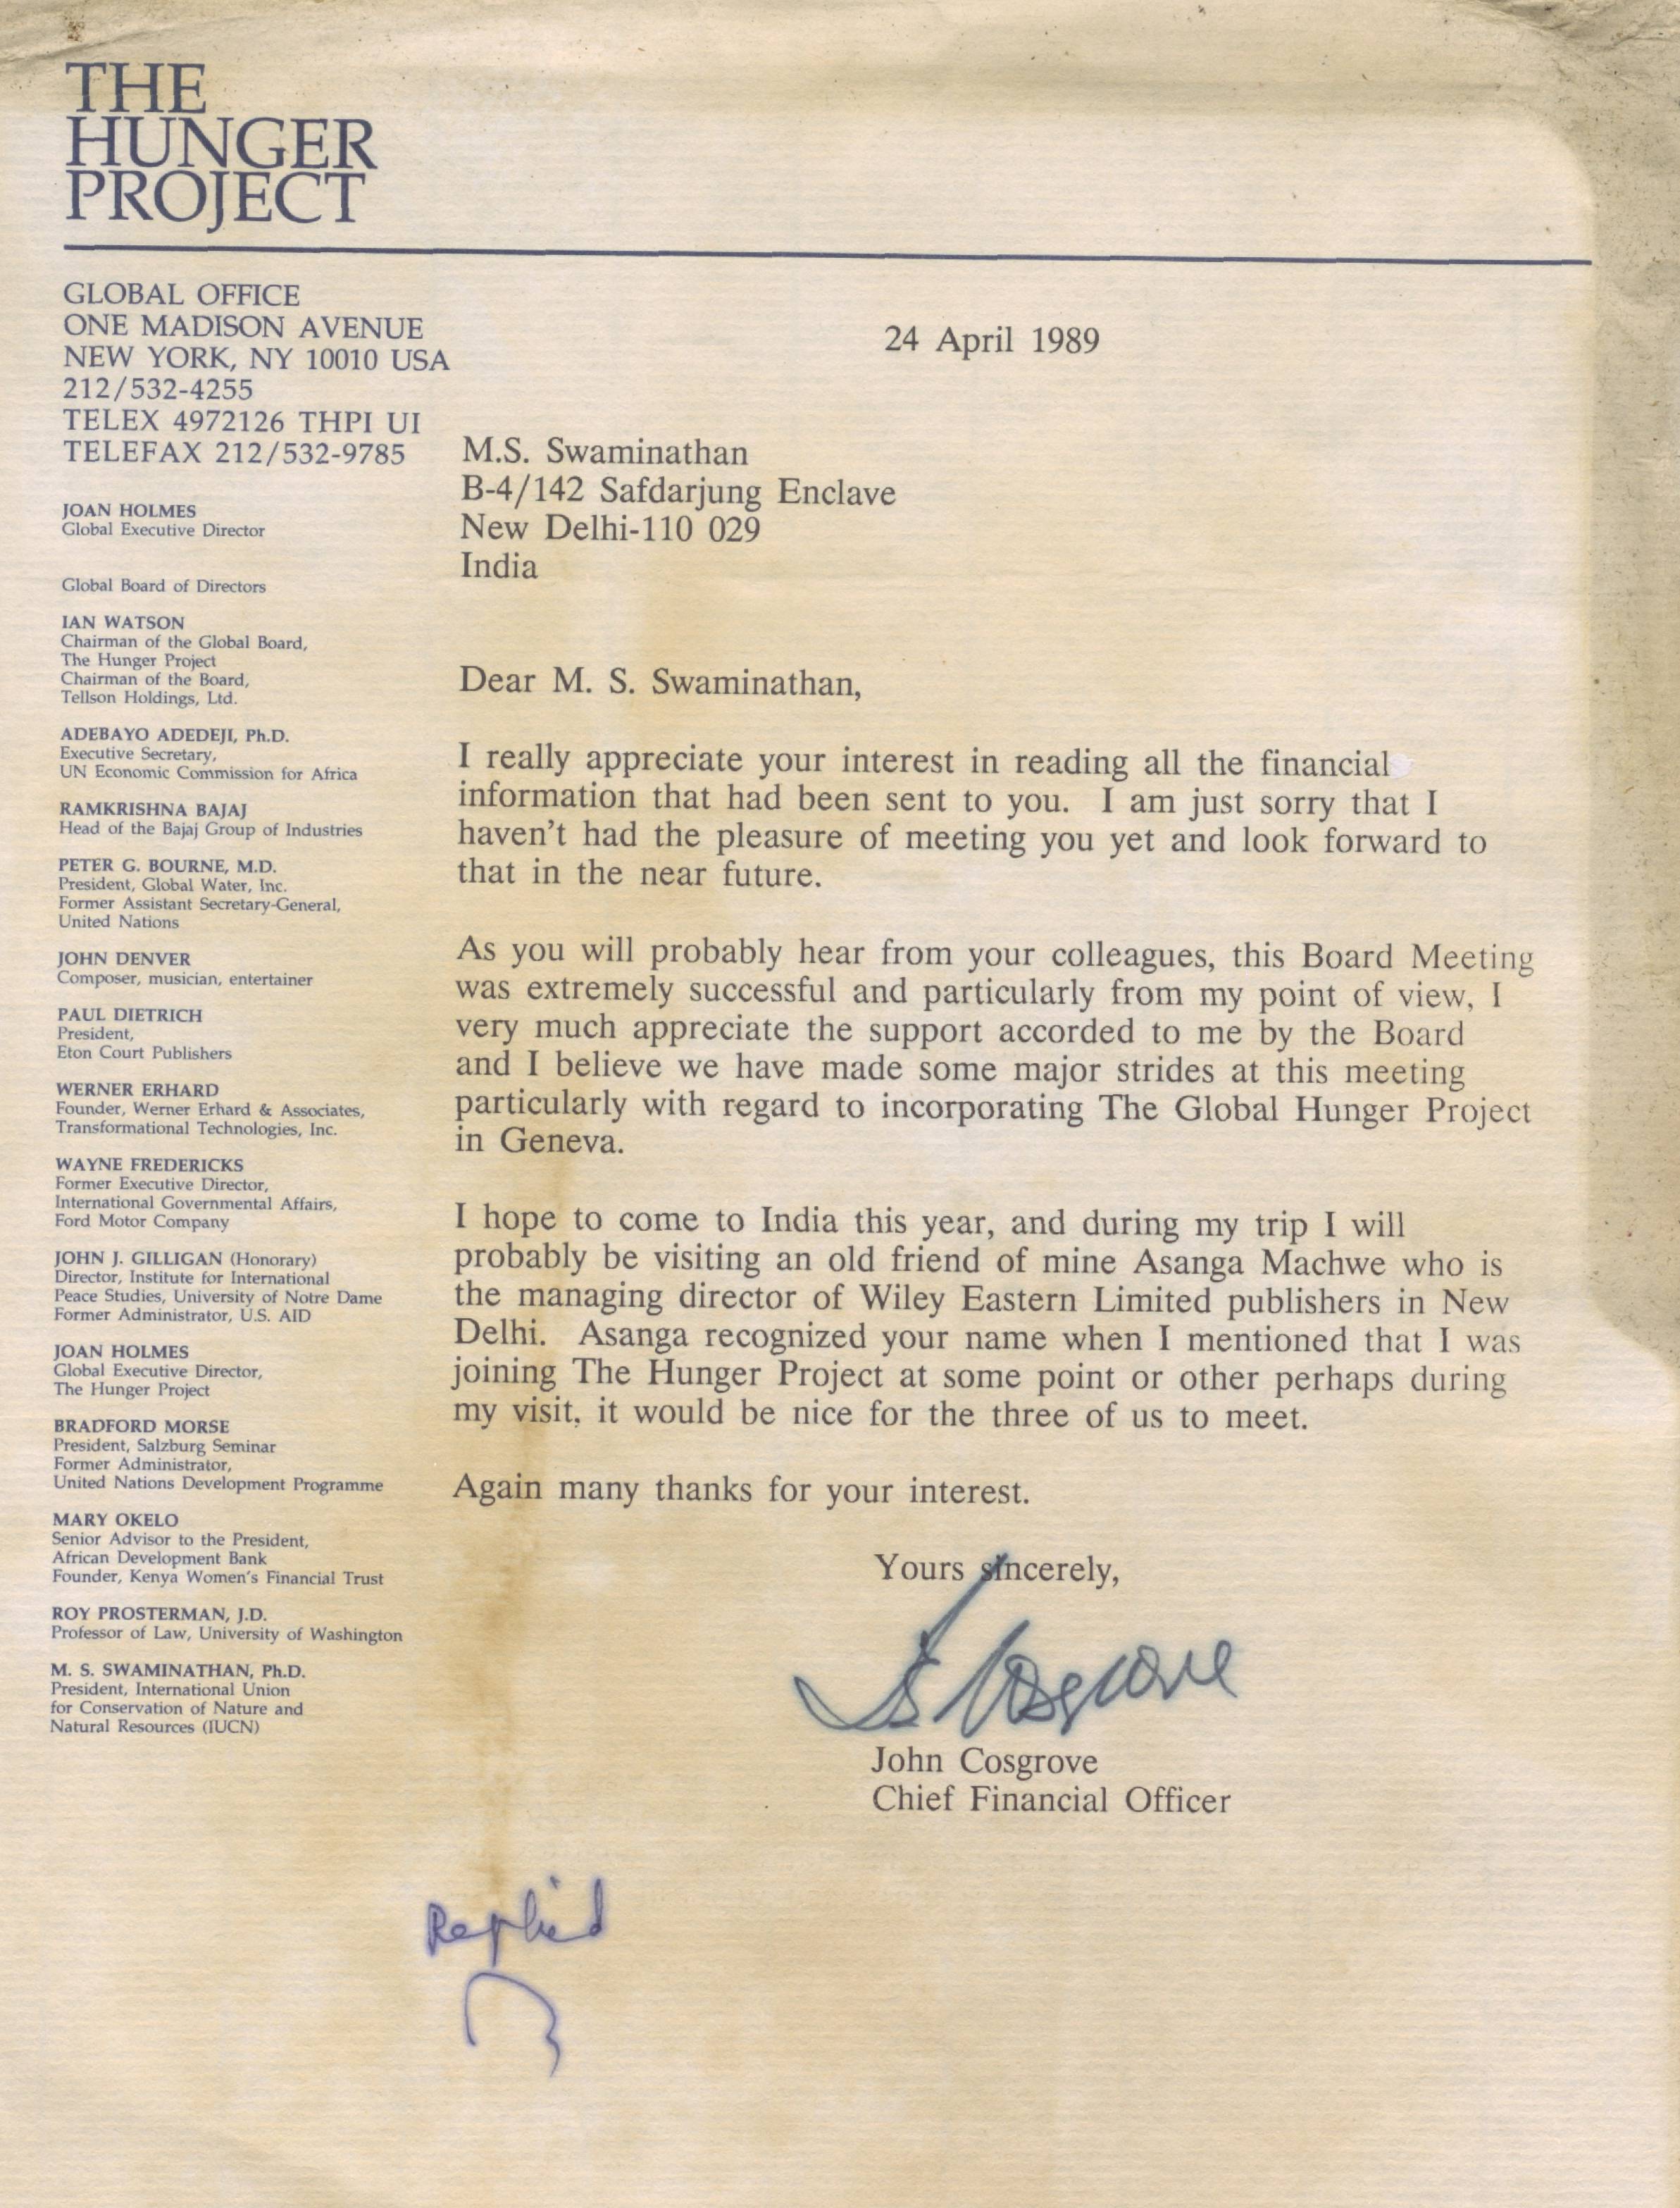 THE
HUNGER
PROJECT
GLOBAL OFFICE
ONE MADISON AVENUE
NEW YORK, NY 10010 USA
212/532-4255
TELEX 4972126 THPI UI
TELEFAX 212/532-9785
JOAN HOLMES
Global Executive Director
Global Board of Directors
IAN WATSON
Chairman of the Global Board,
The Hunger Project
Chairman of the Board,
Tellson Holdings, Ltd.
ADEBAYO ADEDEJI, Ph.D.
Executive Secretary,
UN Economic Commission for Africa
RAMKRISHNA BAJAJ
Head of the Bajaj Group of Industries
PETER G. BOURNE, M.D.
President, Global Water, Inc.
Former Assistant Secretary-General,
United Nations
JOHN DENVER
Composer, musician, entertainer
PAUL DIETRICH
President,
Eton Court Publishers
WERNER ERHARD
Founder, Werner Erhard & Associates,
Transformational Technologies, Inc.
WAYNE FREDERICKS
Former Executive Director,
International Governmental Affairs,
Ford Motor Company
JOHN J. GILLIGAN (Honorary)
Director, Institute for International
Peace Studies, University of Notre Dame
Former Administrator, U.S. AID
JOAN HOLMES
Global Executive Director,
The Hunger Project
BRADFORD MORSE
President, Salzburg Seminar
Former Administrator,
United Nations Development Programme
MARY OKELO
Senior Advisor to the President,
African Development Bank
Founder, Kenya Women's Financial Trust
ROY PROSTERMAN, J.D.
Professor of Law, University of Washington
M. S. SWAMINATHAN, Ph.D.
President, International Union
for Conservation of Nature and
Natural Resources (IUCN)
24 April 1989
M.S. Swaminathan
B-4/142 Safdarjung Enclave
New Delhi-110 029
India
Dear M. S. Swaminathan,
I really appreciate your interest in reading all the financial
information that had been sent to you. I am just sorry that I
haven't had the pleasure of meeting you yet and look forward to
that in the near future.
As you will probably hear from your colleagues, this Board Meeting
was extremely successful and particularly from my point of view, I
very much appreciate the support accorded to me by the Board
and I believe we have made some major strides at this meeting
particularly with regard to incorporating The Global Hunger Project
in Geneva.
I hope to come to India this year, and during my trip I will
probably be visiting an old friend of mine Asanga Machwe who is
the managing director of Wiley Eastern Limited publishers in New
Delhi. Asanga recognized your name when I mentioned that I was
joining The Hunger Project at some point or other perhaps during
my visit, it would be nice for the three of us to meet.
Again many thanks for your interest.
Yours sincerely,
Cosgrove
John Cosgrove
Chief Financial Officer
Replied